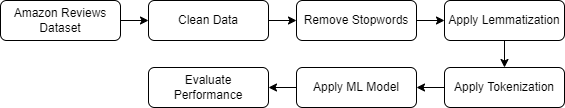 Amazon Reviews
Dataset
Clean Data
Remove Stopwords
Apply Lemmatization
Apply Tokenization
Apply ML Model
Evaluate
Performance